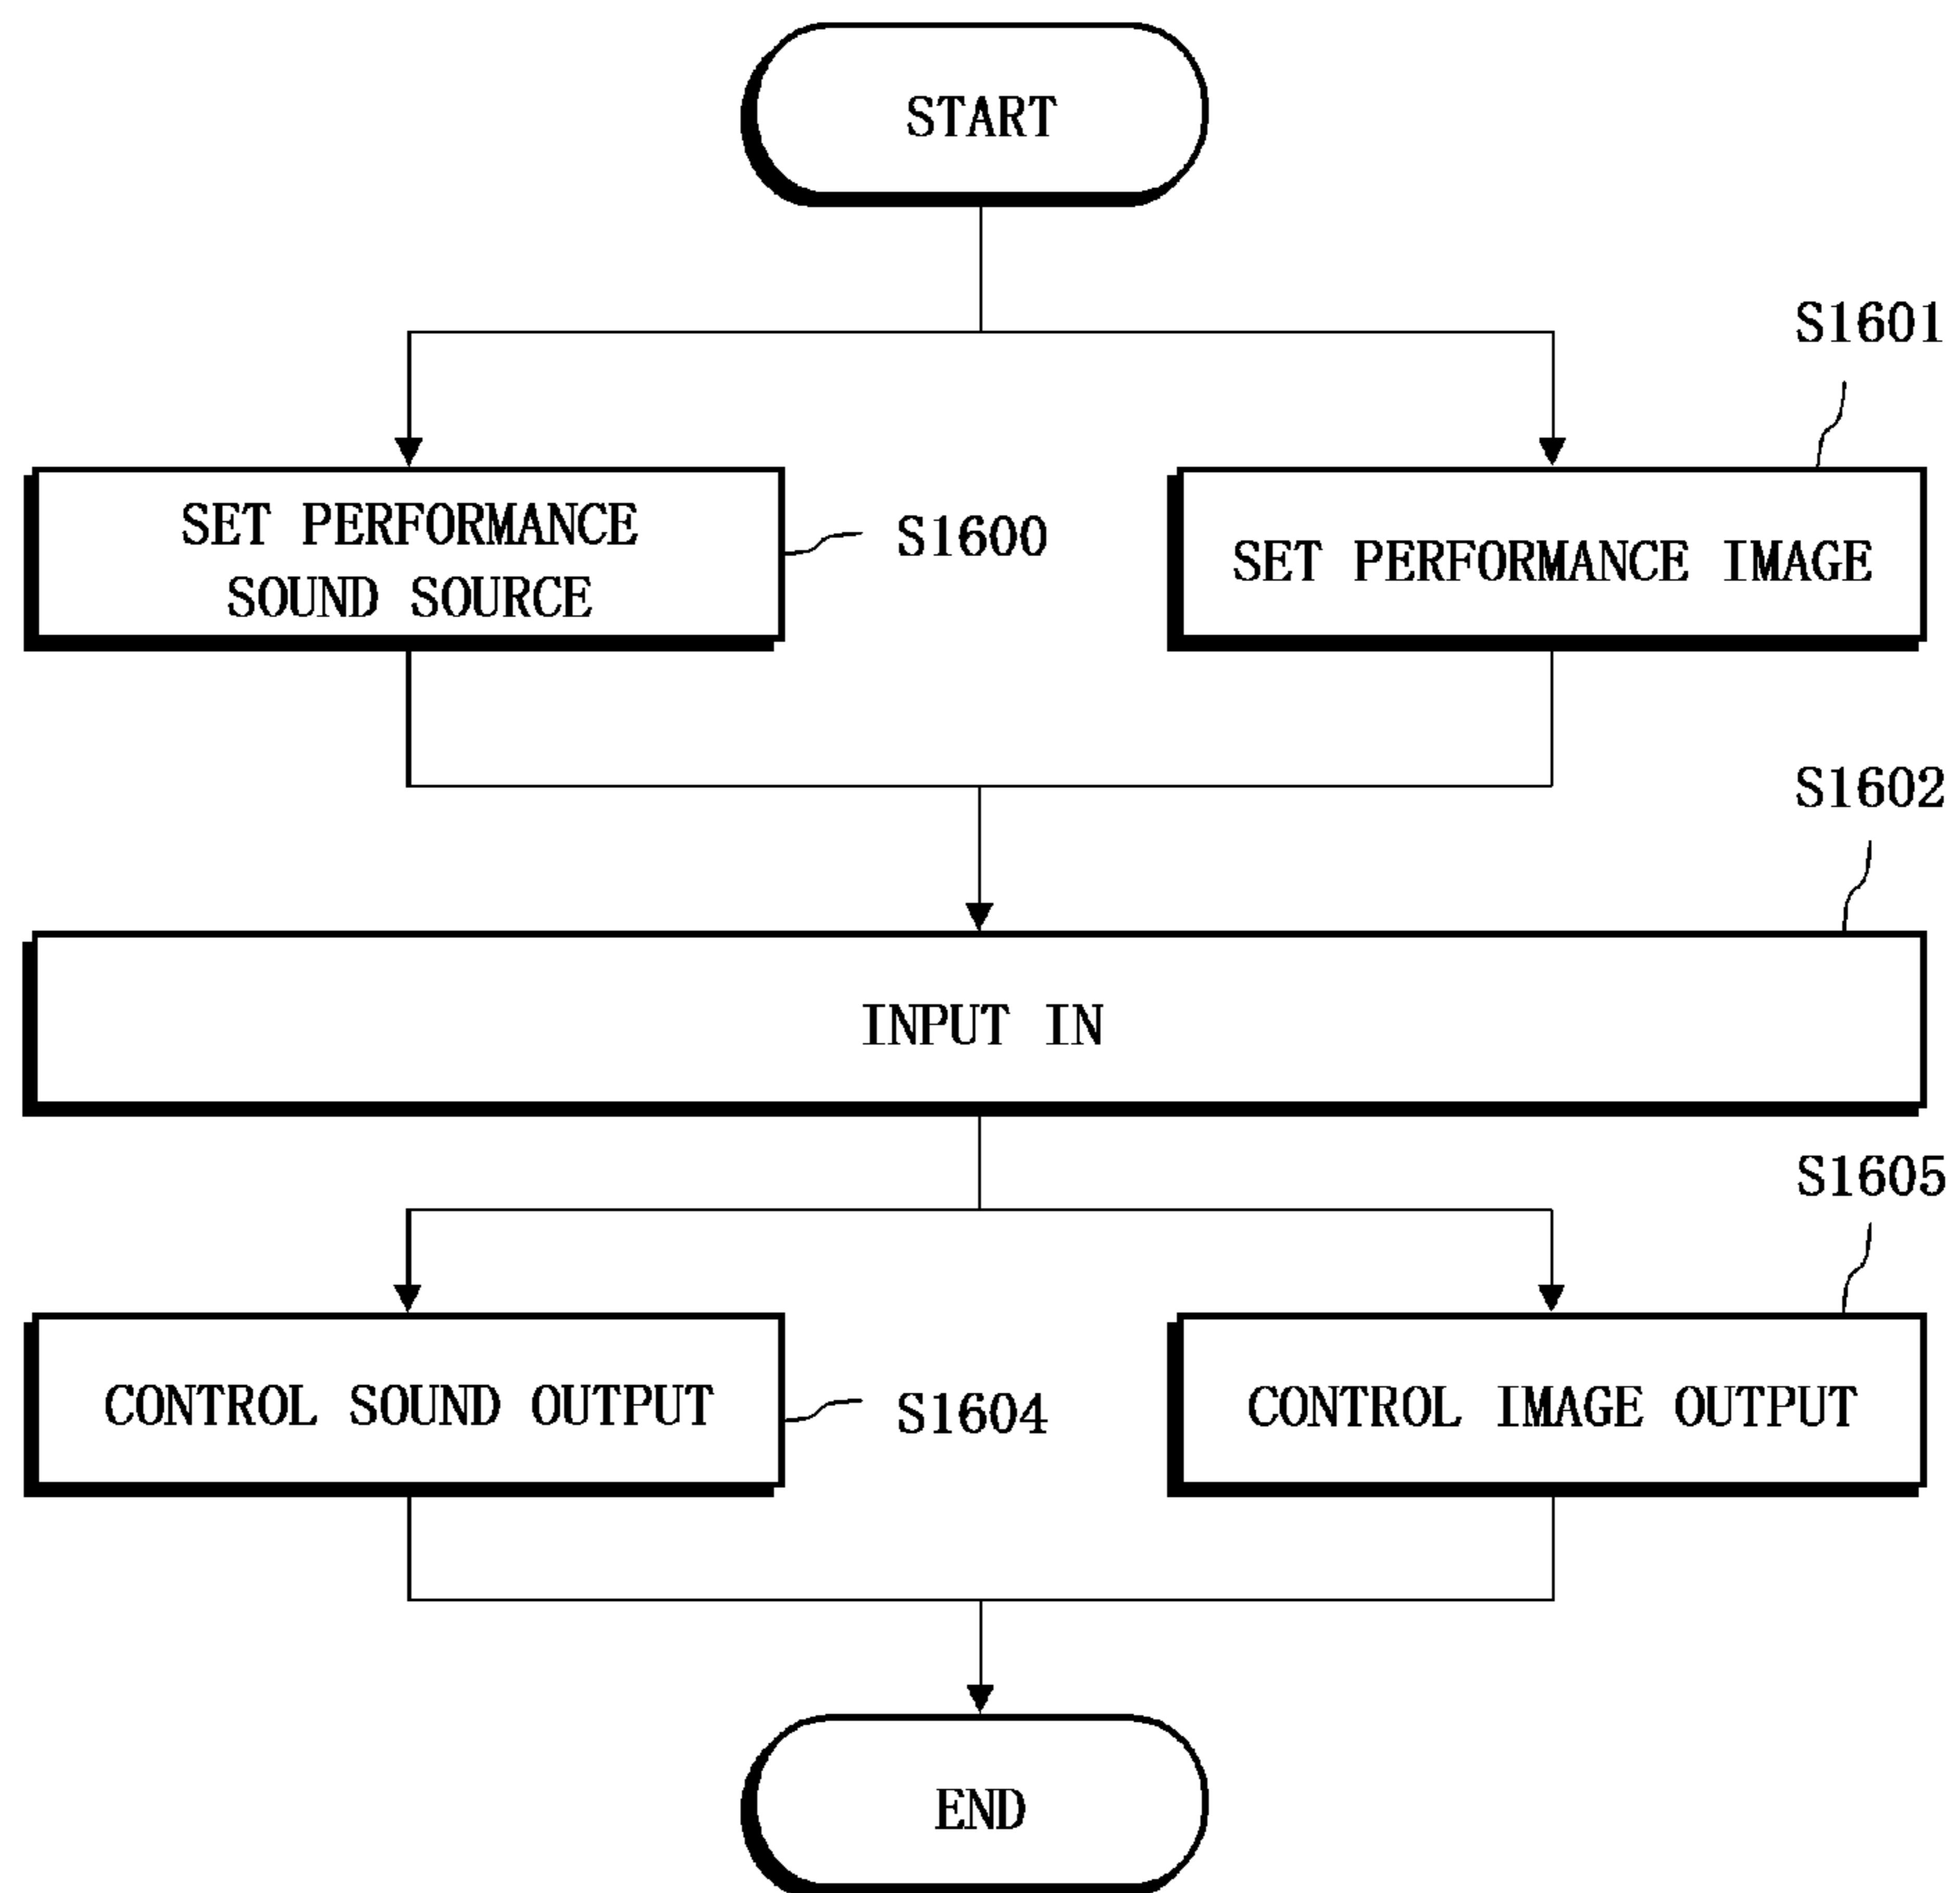 START
S1601
SET PERFORMANCE
SOUND SOURCE
S1600
SET PERFORMANCE IMAGE
S1602
INPUT IN
S1605
CONTROL SOUND OUTPUT
S1604
CONTROL IMAGE OUTPUT
END